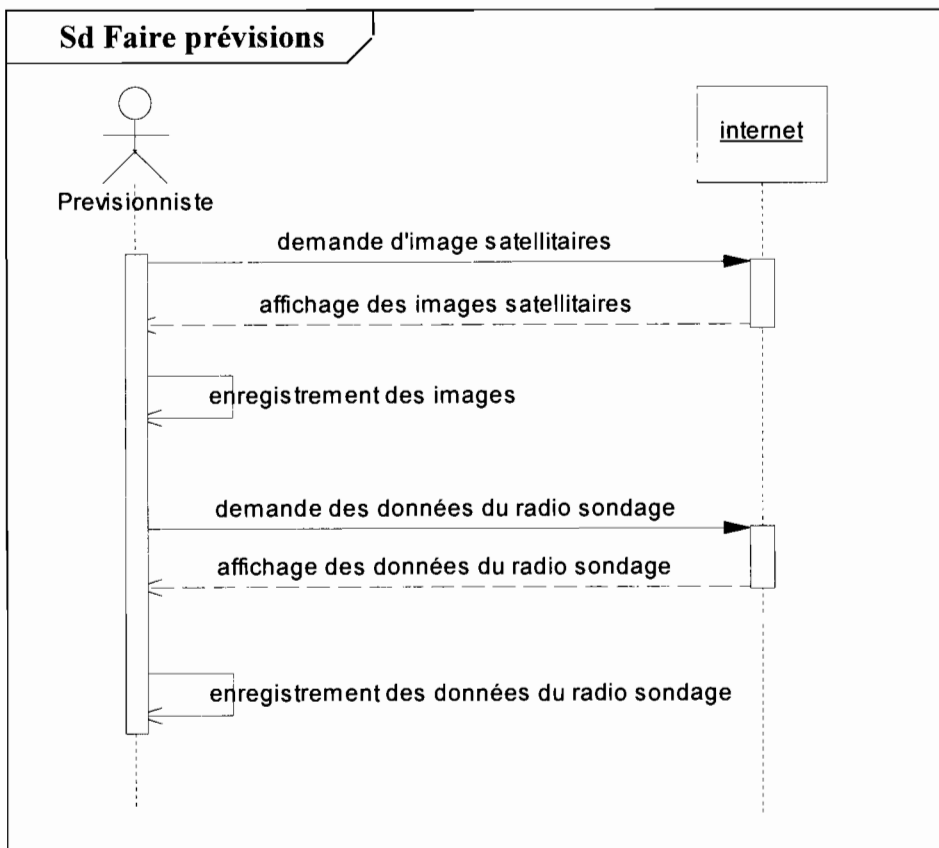 Sd Faire prévisions
internet
Previsionniste
demande d'image satellitaires
affichage des images satellitaires
enregistrement des images
demande des données du radio sondage
affichage des données du radio sondage
enregistrement des données du radio sondage